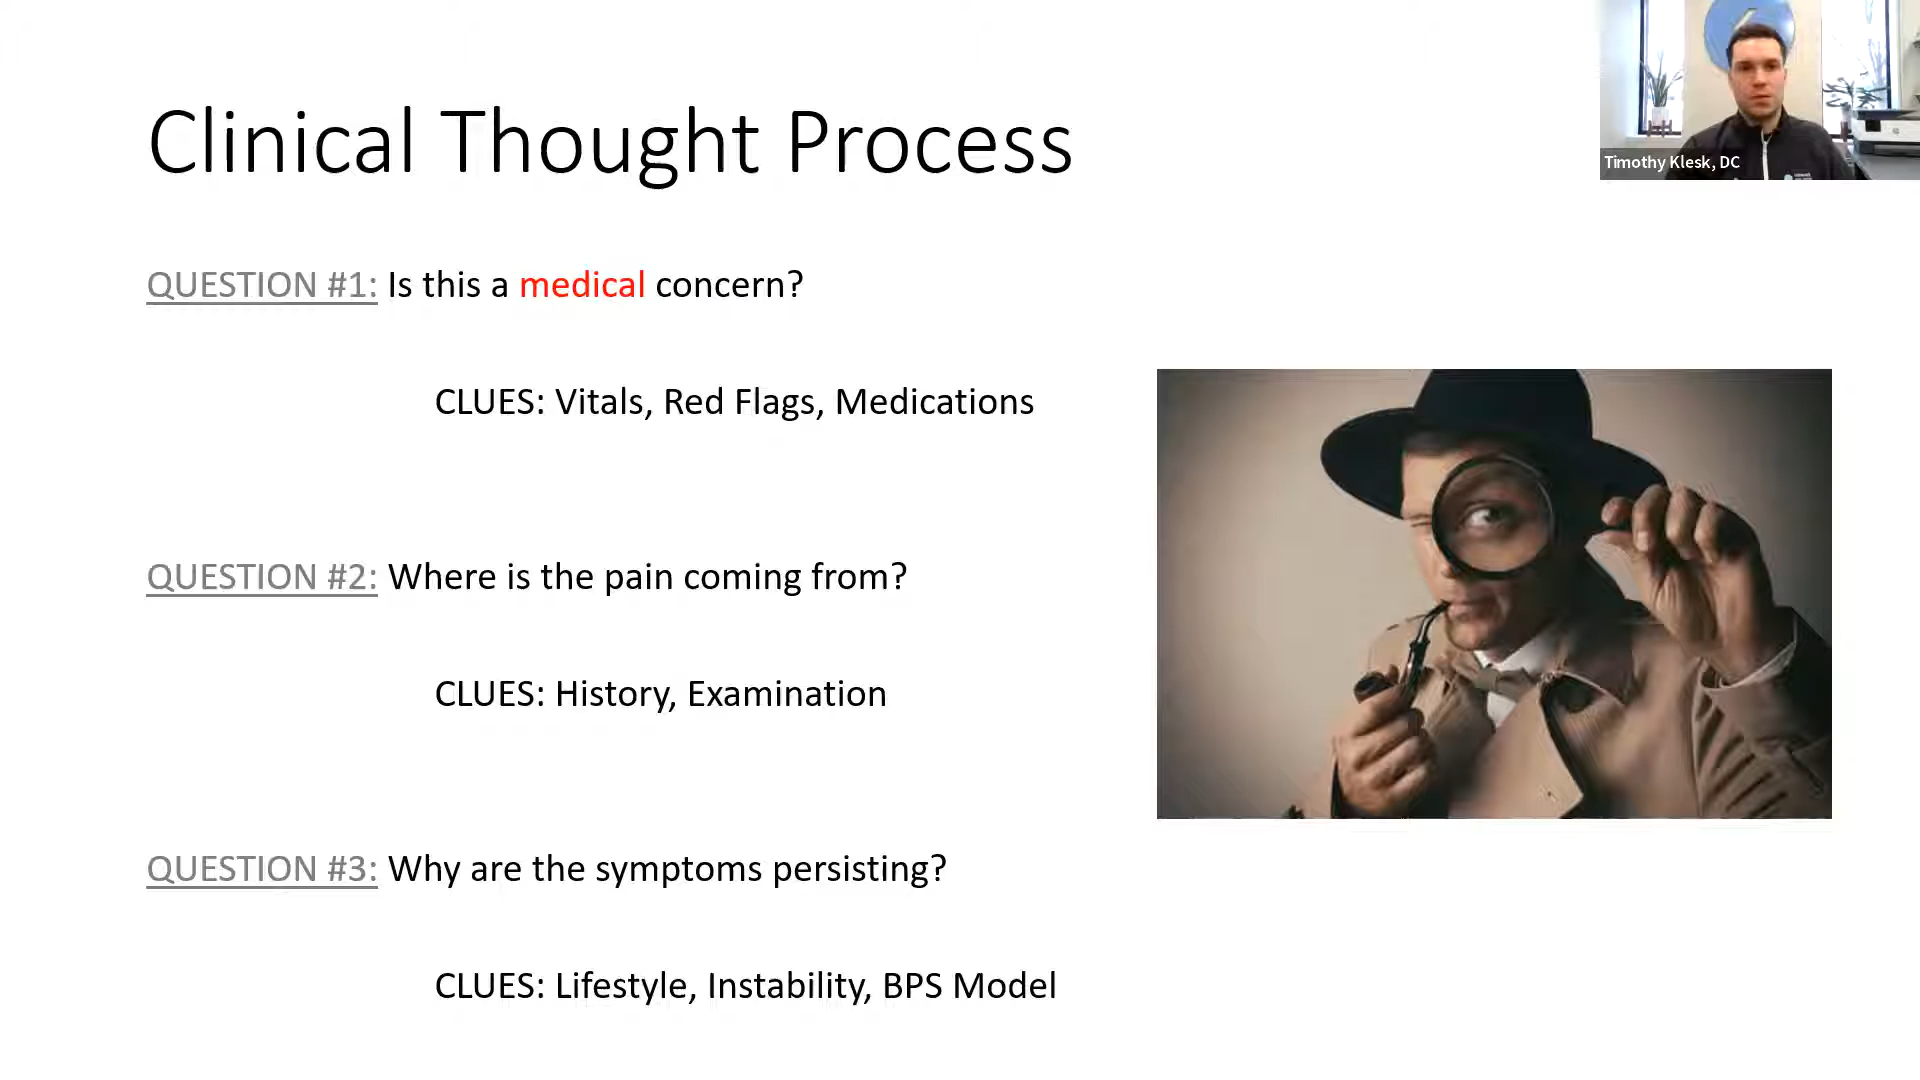 Clinical Thought Process
Timothy Klesk, DC
QUESTION #1: Is this a medical concern?
CLUES: Vitals, Red Flags, Medications
QUESTION #2: Where is the pain coming from?
CLUES: History, Examination
QUESTION #3: Why are the symptoms persisting?
CLUES: Lifestyle, Instability, BPS Model